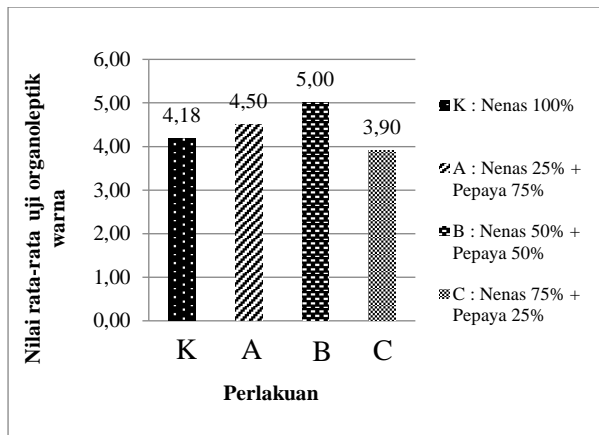 Nilai rata-rata uji organoleptik
warna
6,00
5,00
4,00
3,00
2,00
1,00
0,00
4,18
4,50
5,00
3,90
K
A
B
C
Perlakuan
K : Nenas 100%
A : Nenas 25% +
Pepaya 75%
B : Nenas 50% +
Pepaya 50%
C : Nenas 75% +
Pepaya 25%